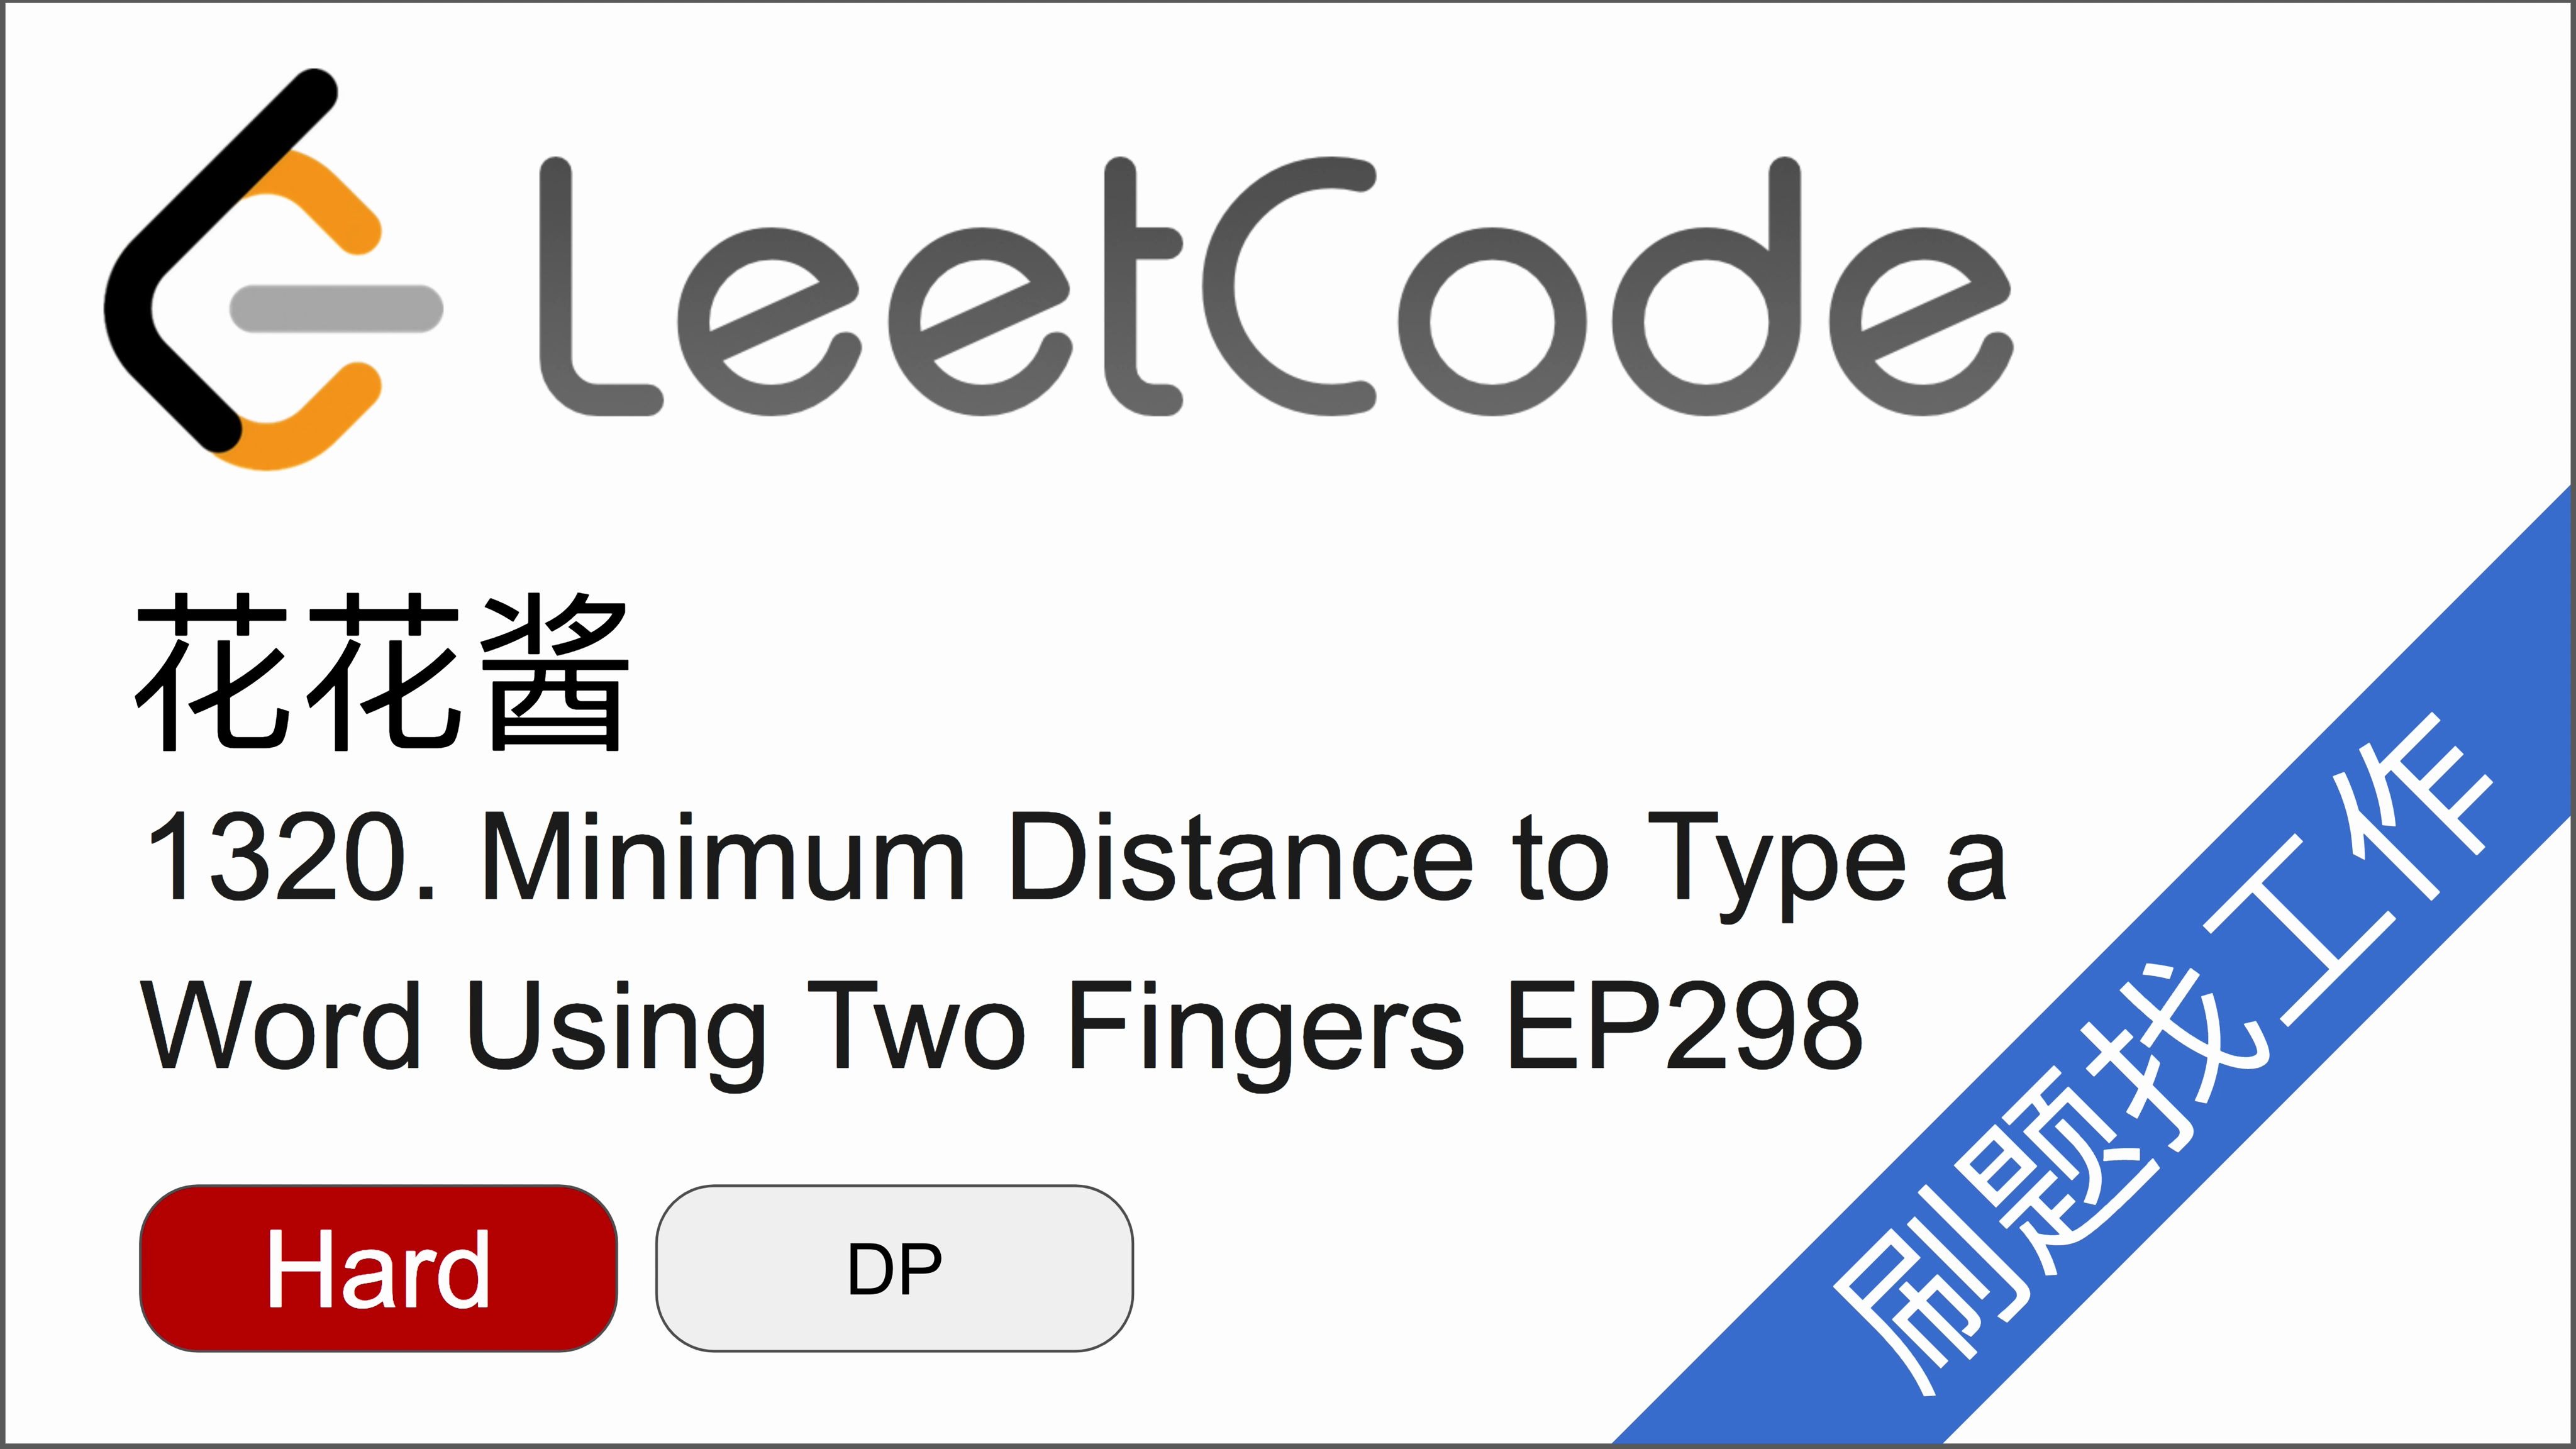 LeetCode
花花酱
1320. Minimum Distance to Type a
Word Using Two Fingers EP298
Hard
DP
刷题找工作